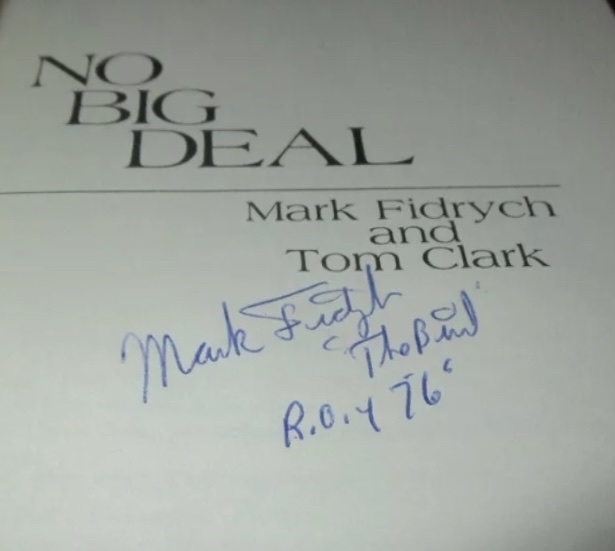 NO
BIG
DEAL
Mark Fidrych
and
Tom Clark
Mark Fidrych
"The Bird"
R.O.Y 76"